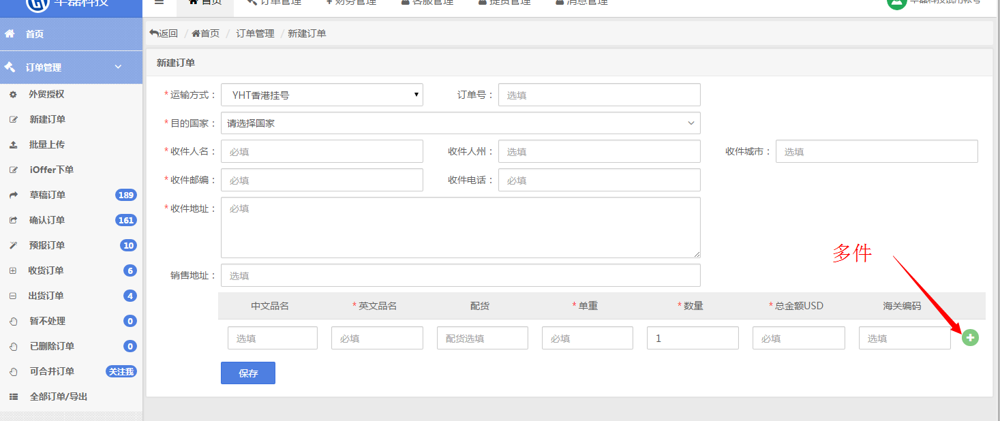 华磊科技
首页 订单管理 ¥财务管理 客服管理 提货管理 消息管理
首页
返回 / 首页 / 订单管理 / 新建订单
订单管理
新建订单
外贸授权
新建订单
批量上传
iOffer下单
草稿订单 189
确认订单 161
预报订单 10
收货订单 6
出货订单 4
暂不处理 0
已删除订单 0
可合并订单 关注我
全部订单/导出
*运输方式： YHT香港挂号 订单号： 选填
*目的国家： 请选择国家
*收件人名： 必填 收件人州： 选填 收件城市： 选填
*收件邮编： 必填 收件电话： 必填
*收件地址： 必填
多件
销售地址： 选填
中文品名 *英文品名 配货 *单重 *数量 *总金额USD 海关编码
选填 必填 配货选填 必填 1 必填 选填
保存